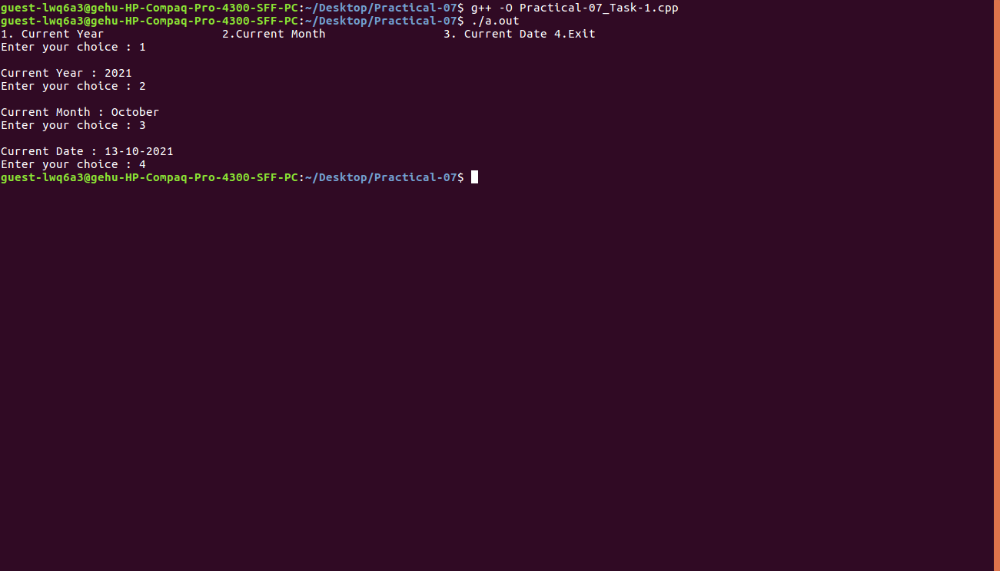 guest-lwq6a3@gehu-HP-Compaq-Pro-4300-SFF-PC:~/Desktop/Practical-07$ g++ -O Practical-07_Task-1.cpp
guest-lwq6a3@gehu-HP-Compaq-Pro-4300-SFF-PC:~/Desktop/Practical-07$ ./a.out
1. Current Year                 2.Current Month                 3. Current Date 4.Exit
Enter your choice : 1
Current Year : 2021
Enter your choice : 2
Current Month : October
Enter your choice : 3
Current Date : 13-10-2021
Enter your choice : 4
guest-lwq6a3@gehu-HP-Compaq-Pro-4300-SFF-PC:~/Desktop/Practical-07$